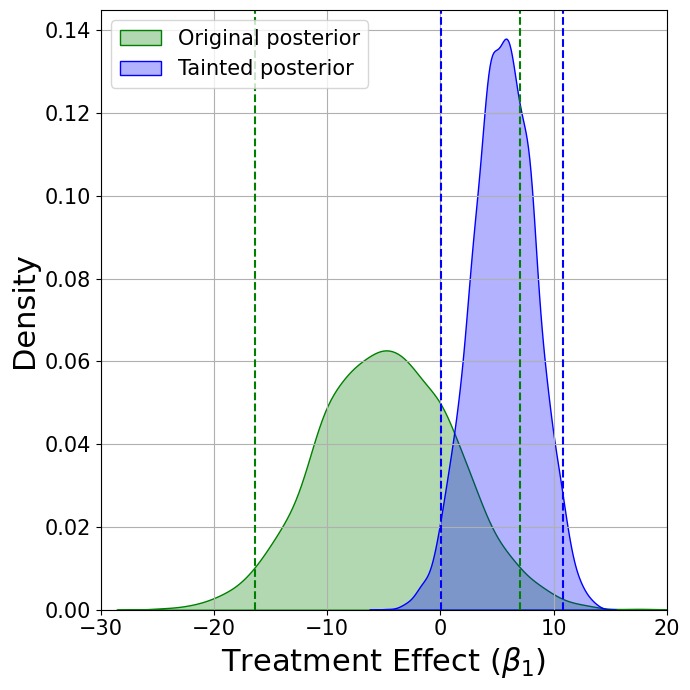 Original posterior
Tainted posterior
Density
0.14
0.12
0.10
0.08
0.06
0.04
0.02
0.00
−30 −20 −10 0 10 20
Treatment Effect (β₁)